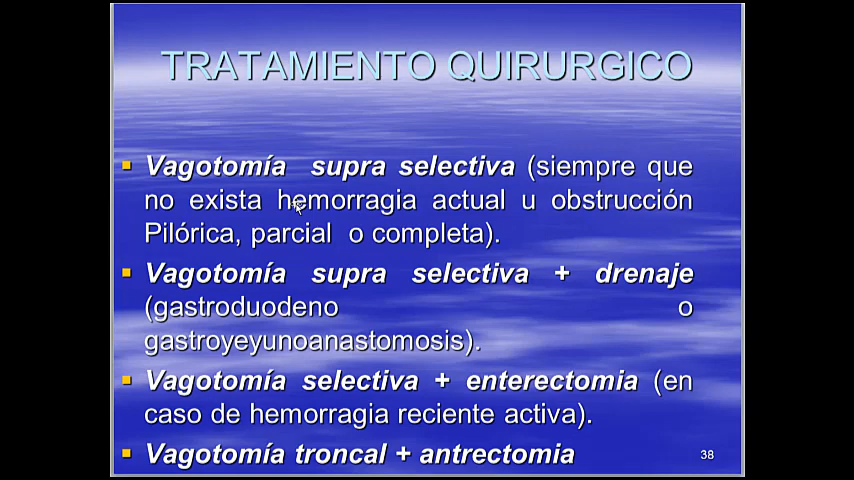 TRATAMIENTO QUIRURGICO
Vagotomía supra selectiva (siempre que
no exista hemorragia actual u obstrucción
Pilórica, parcial o completa).
Vagotomía supra selectiva + drenaje
(gastroduodeno o
gastroyeyunoanastomosis).
Vagotomía selectiva + enterectomia (en
caso de hemorragia reciente activa).
Vagotomía troncal + antrectomia
38